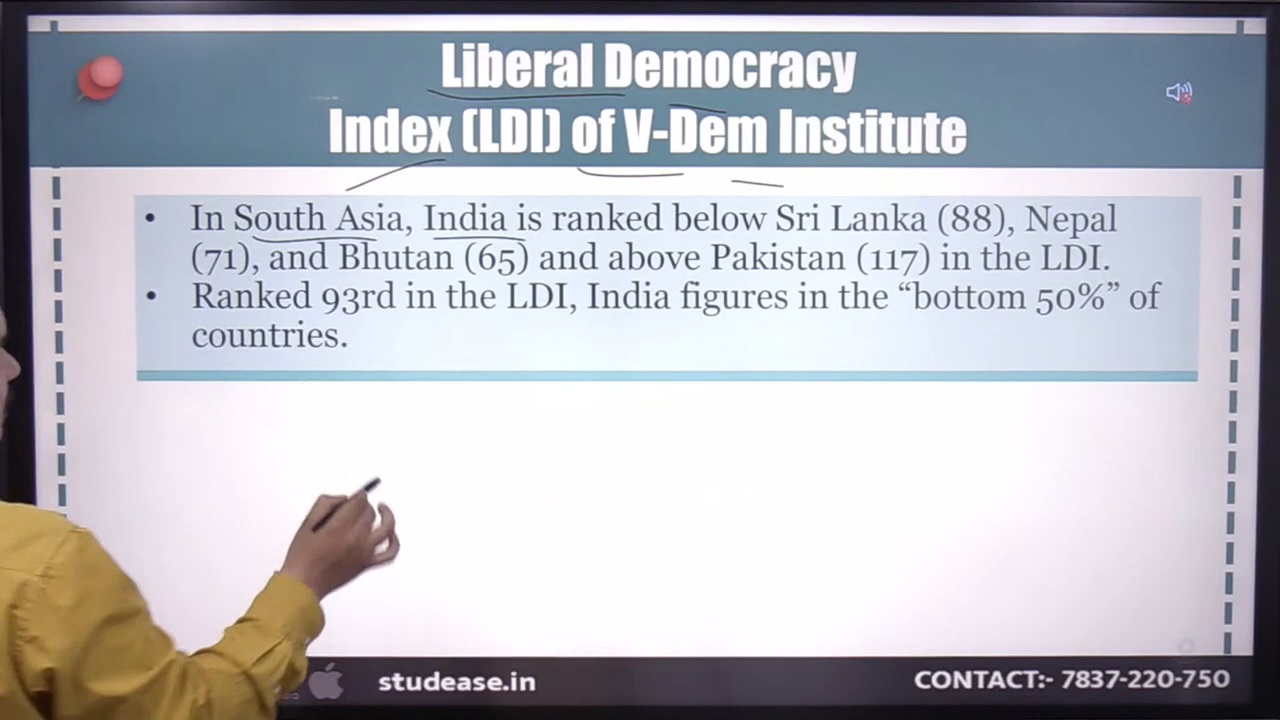 Liberal Democracy
Index (LDI) of V-Dem Institute
• In South Asia, India is ranked below Sri Lanka (88), Nepal
(71), and Bhutan (65) and above Pakistan (117) in the LDI.
• Ranked 93rd in the LDI, India figures in the “bottom 50%” of
countries.
studease.in
CONTACT:- 7837-220-750